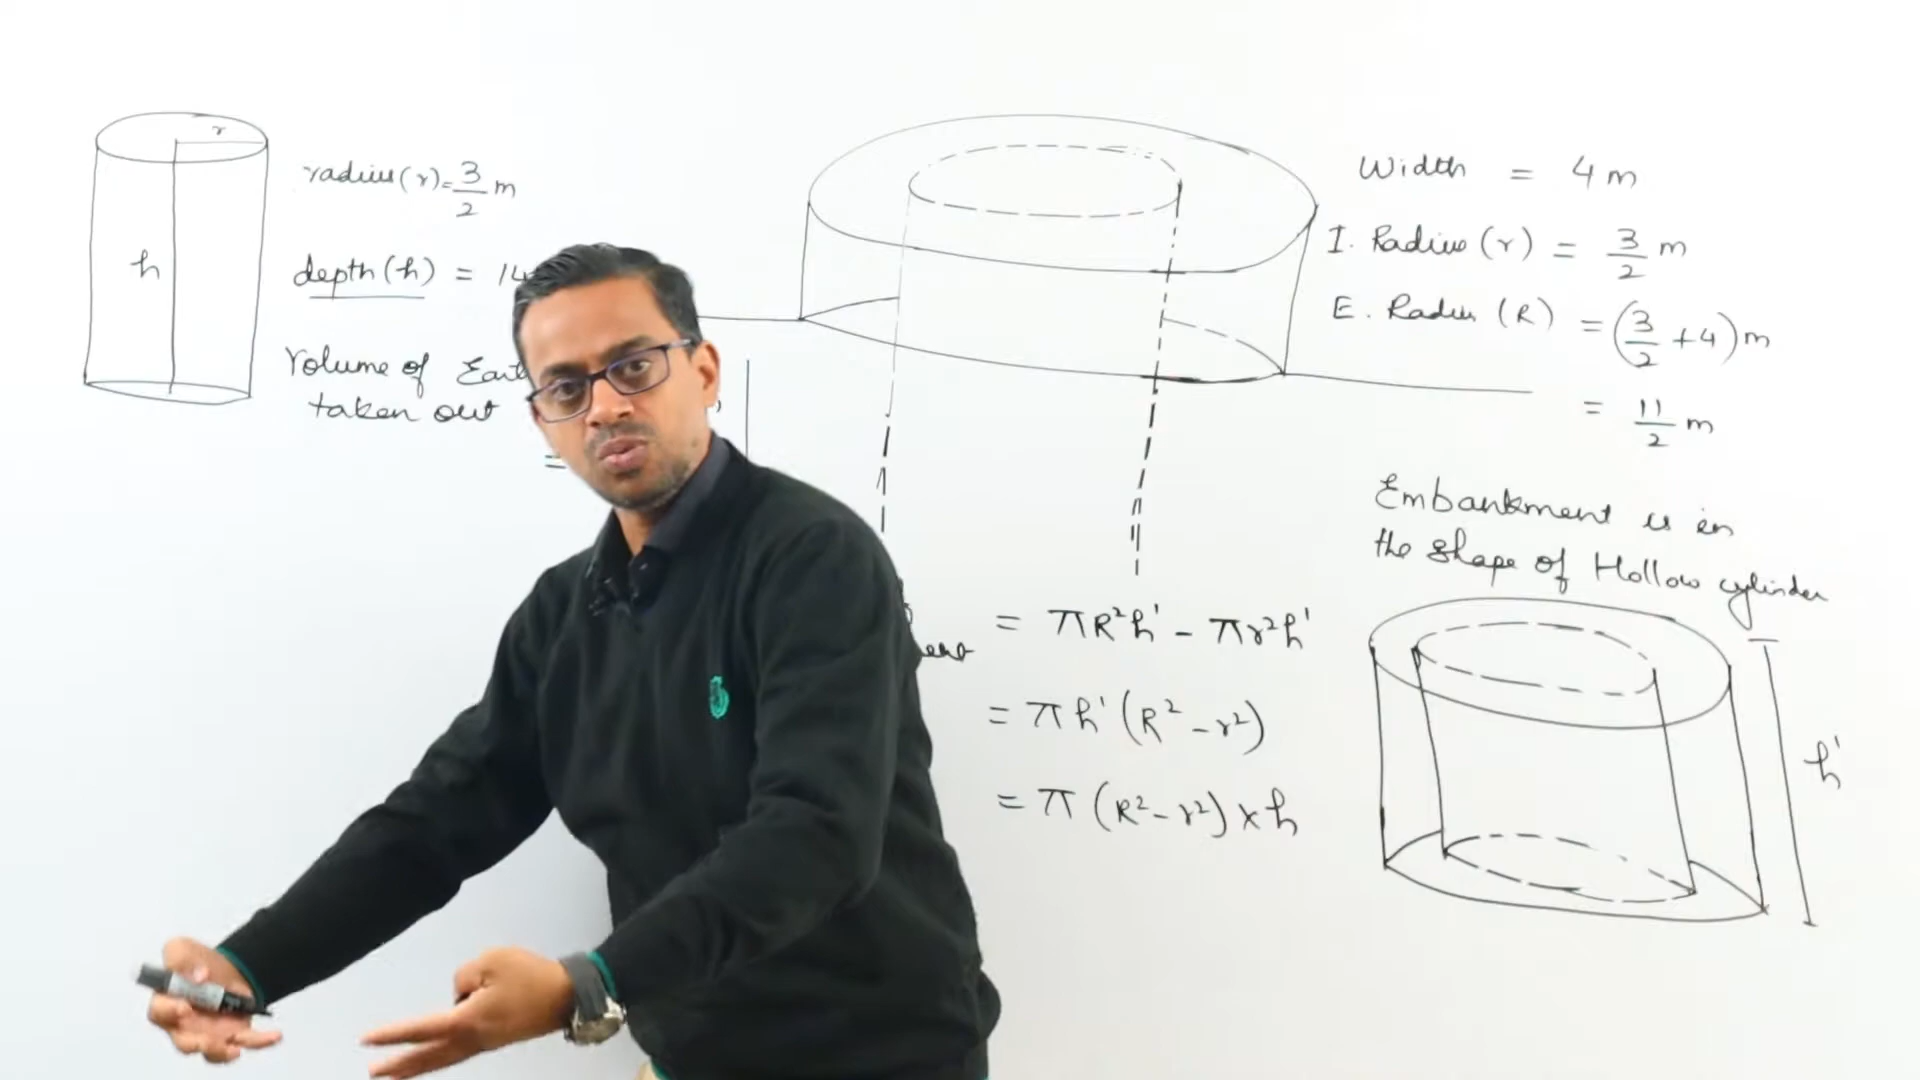 r
h
radius(r)=3/2 m
depth(h) = 14
Volume of
taken out
=
Width = 4 m
I. Radius (r) = 3/2 m
E. Radius (R) = (3/2 + 4) m
= 11/2 m
Embankment is in
the shape of Hollow cylinder
= πR²h' - πr²h'
= πh' (R² - r²)
= π (R² - r²) × h
h'